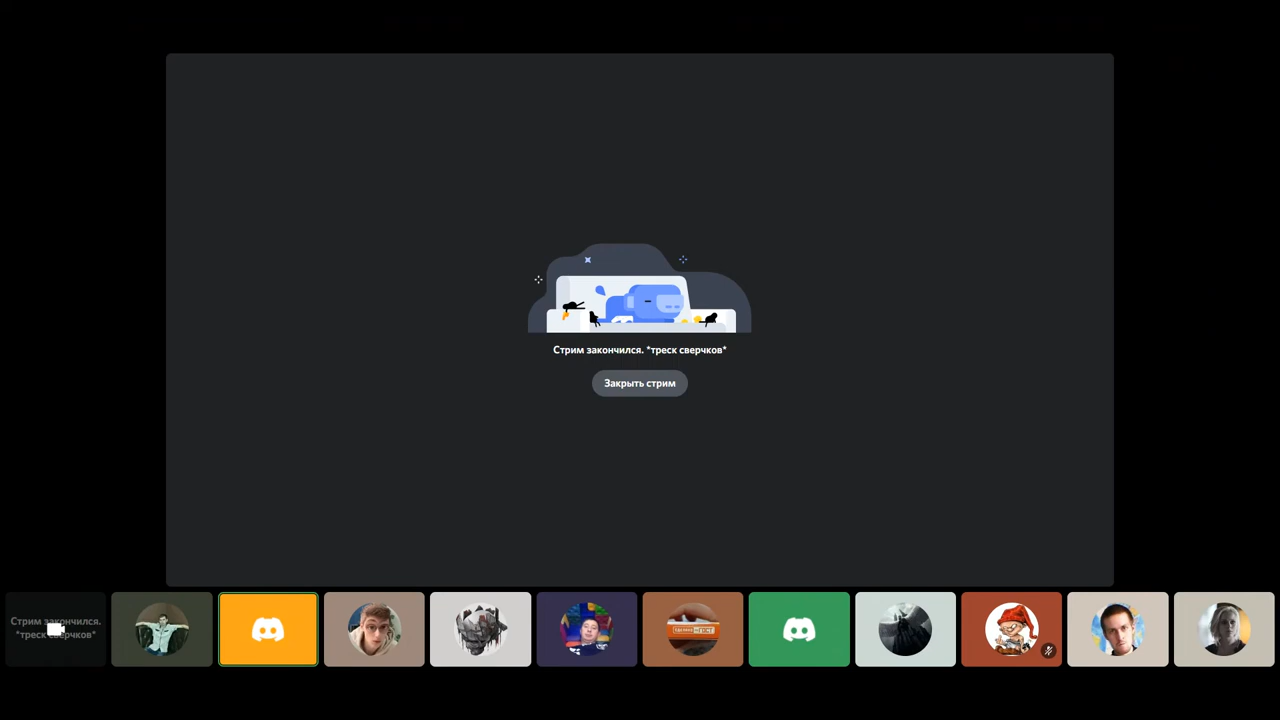 Стрим закончился. *треск сверчков*
Закрыть стрим
Стрим закончился.
*треск сверчков*